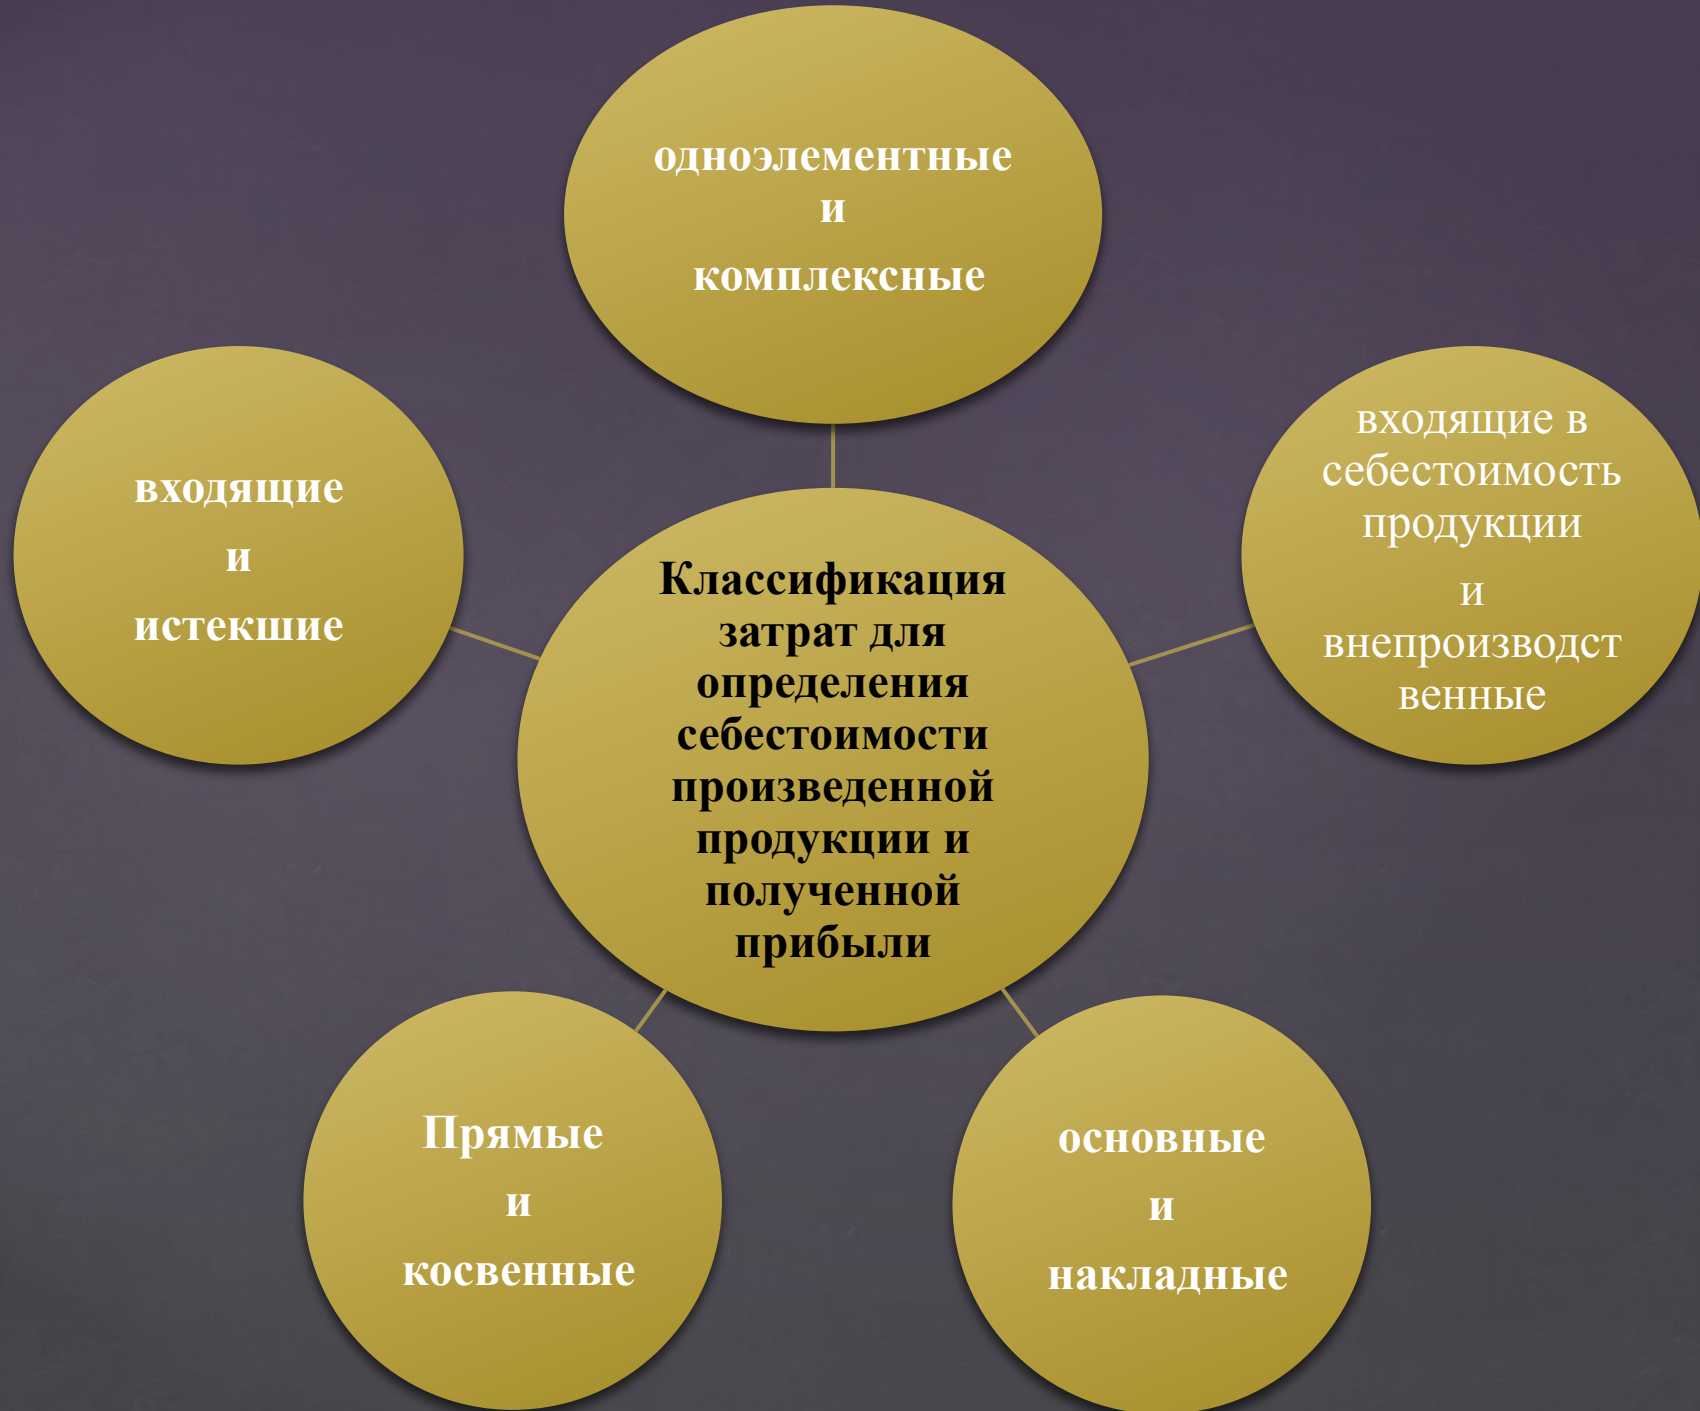 одноэлементные
и
комплексные
входящие
и
истекшие
входящие в
себестоимость
продукции
и
внепроизводст
венные
Классификация
затрат для
определения
себестоимости
произведенной
продукции и
полученной
прибыли
Прямые
и
косвенные
основные
и
накладные